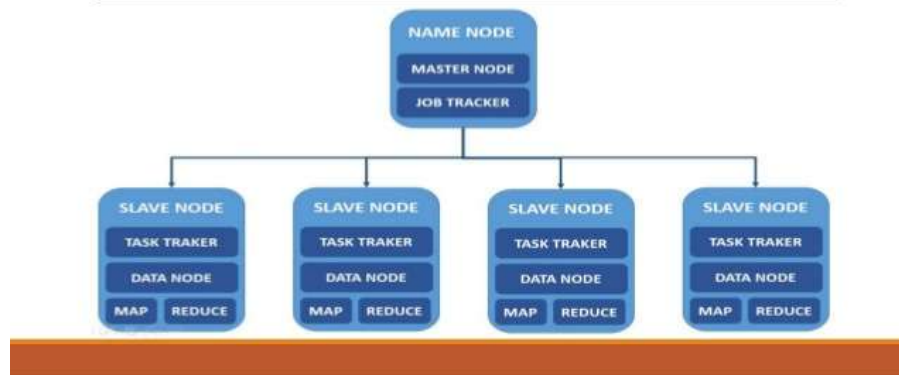 NAME NODE
MASTER NODE
JOB TRACKER
SLAVE NODE
TASK TRAKER
DATA NODE
MAP REDUCE
SLAVE NODE
TASK TRAKER
DATA NODE
MAP REDUCE
SLAVE NODE
TASK TRAKER
DATA NODE
MAP REDUCE
SLAVE NODE
TASK TRAKER
DATA NODE
MAP REDUCE